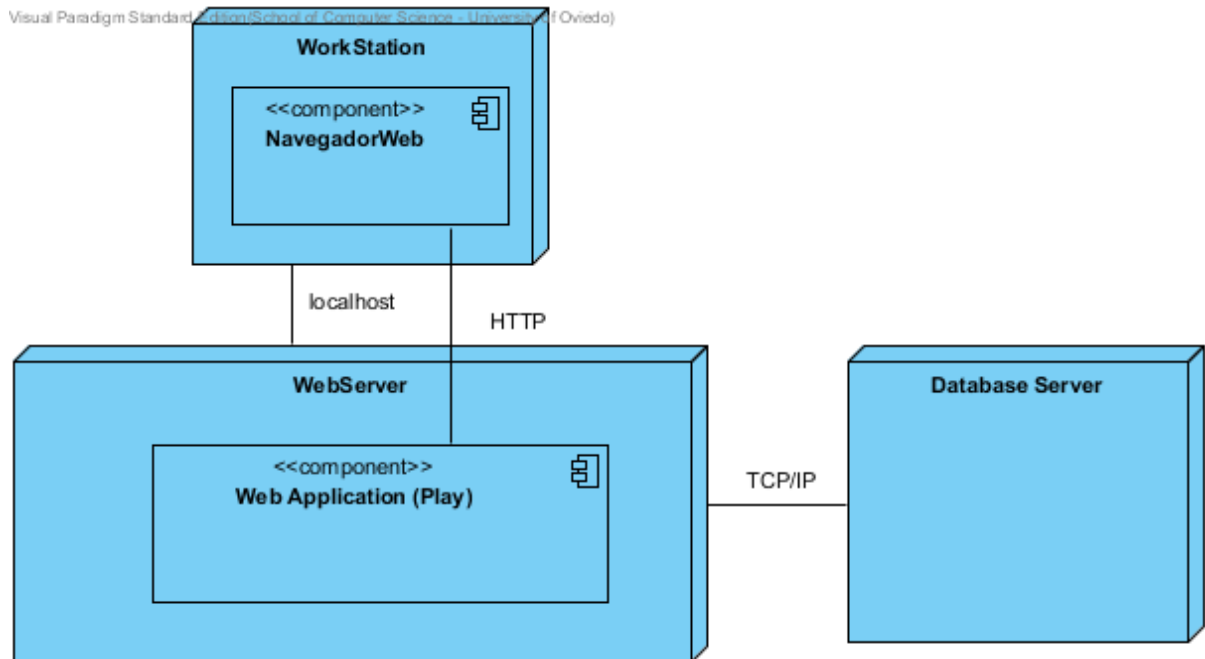 Visual Paradigm Standard Edition(School of Computer Science - University of Oviedo)
WorkStation
<<component>>
NavegadorWeb
localhost
HTTP
WebServer
<<component>>
Web Application (Play)
TCP/IP
Database Server